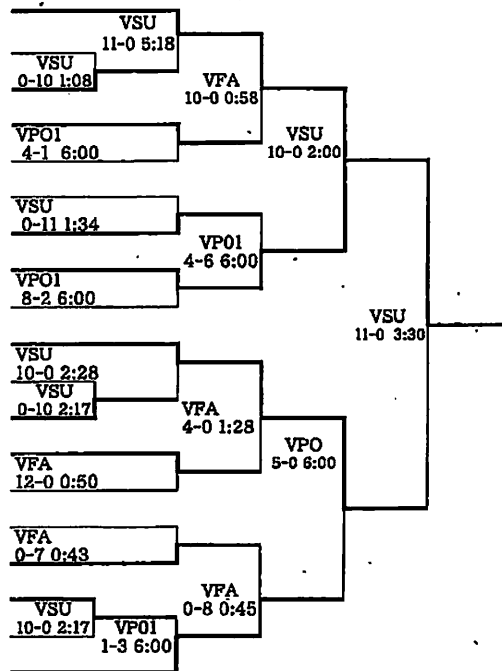 VSU
11-0 5:18
VSU
0-10 1:08
VFA
10-0 0:58
VPO1
4-1 6:00
VSU
10-0 2:00
VSU
0-11 1:34
VPO1
4-6 6:00
VPO1
8-2 6:00
VSU
11-0 3:30
VSU
10-0 2:28
VSU
0-10 2:17
VFA
4-0 1:28
VFA
12-0 0:50
VPO
5-0 6:00
VFA
0-7 0:43
VFA
0-8 0:45
VSU
10-0 2:17
VPO1
1-3 6:00